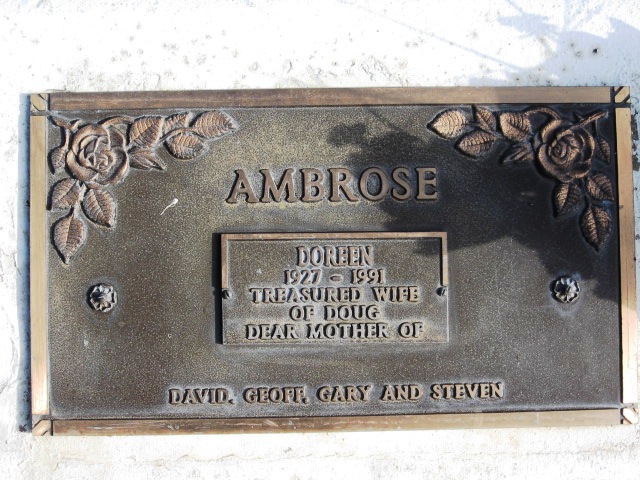 AMBROSE
DOREEN
1927 - 1991
TREASURED WIFE
OF DOUG
DEAR MOTHER OF
DAVID, GEOFF, GARY AND STEVEN